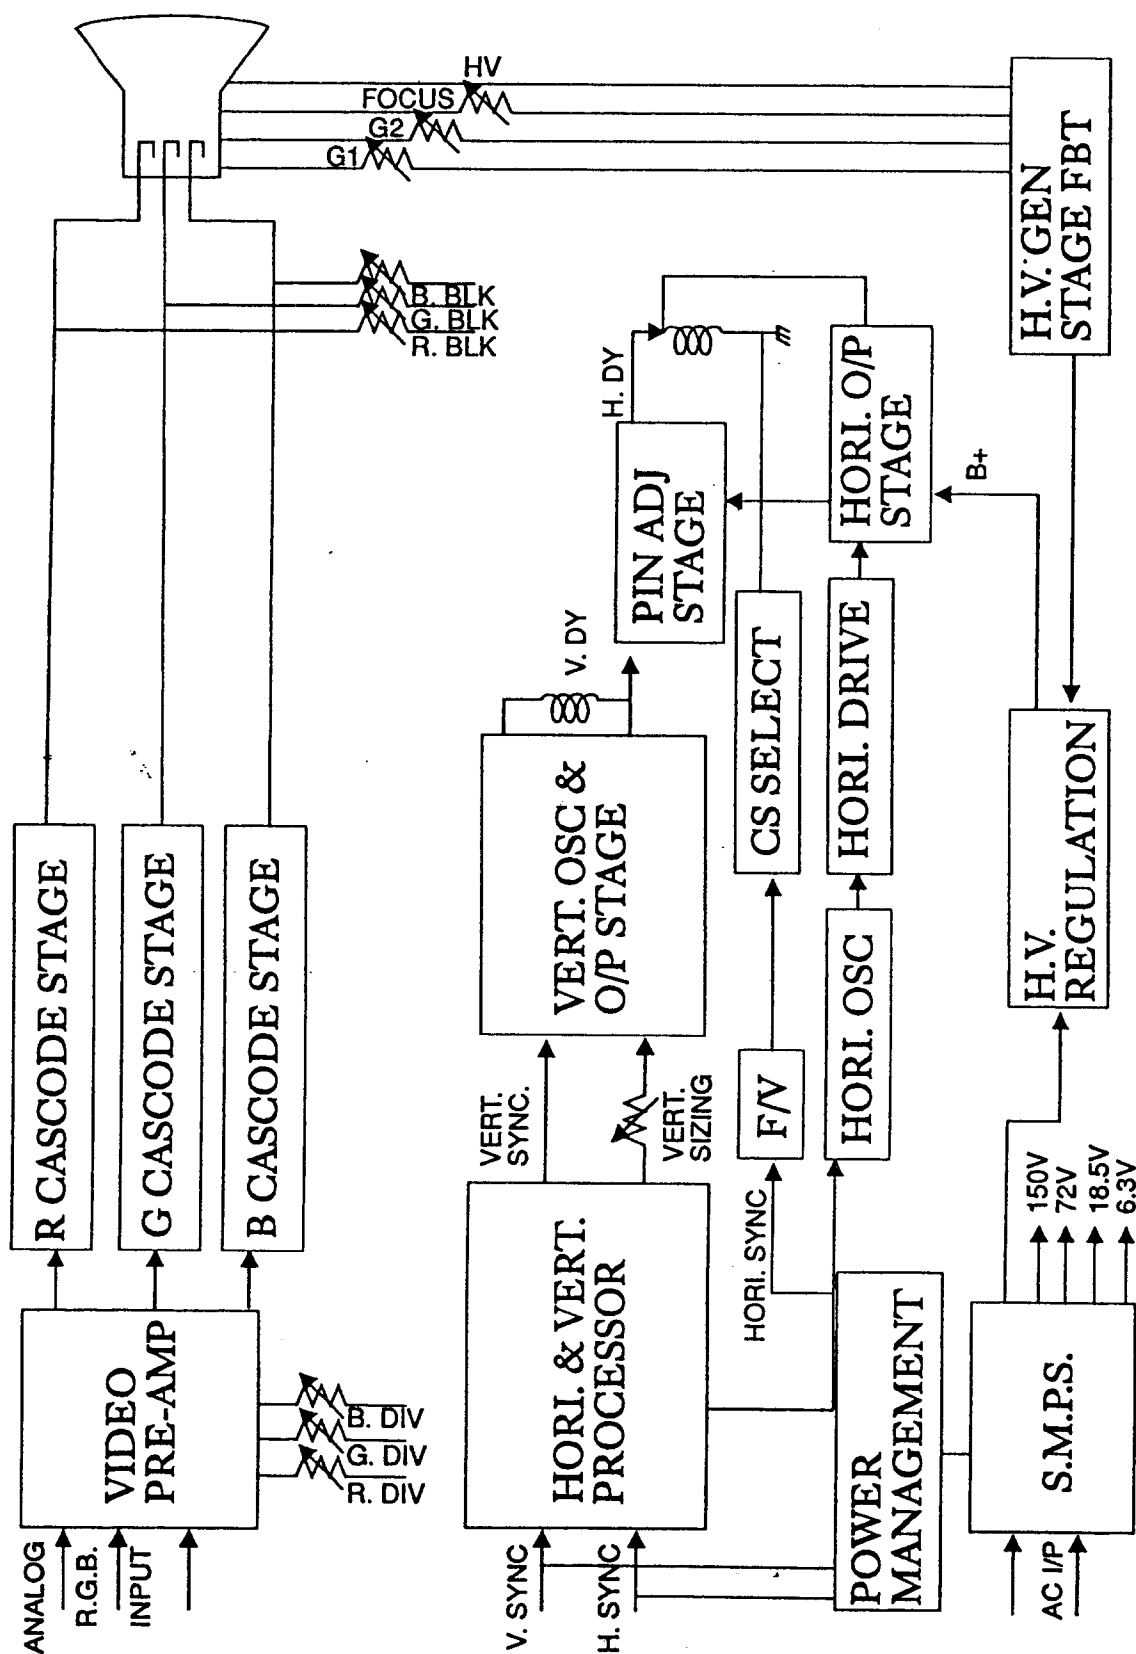 ANALOG
R.G.B.
INPUT
VIDEO
PRE-AMP
R. DIV
G. DIV
B. DIV
R CASCODE STAGE
G CASCODE STAGE
B CASCODE STAGE
R. BLK
G. BLK
B. BLK
G1
G2
FOCUS
HV
V. SYNC
H. SYNC
HORI. & VERT.
PROCESSOR
VERT.
SYNC.
VERT.
SIZING
VERT. OSC &
O/P STAGE
V. DY
PIN ADJ
STAGE
H. DY
HORI. SYNC
F/V
CS SELECT
POWER
MANAGEMENT
HORI. OSC
HORI. DRIVE
HORI. O/P
STAGE
B+
AC I/P
S.M.P.S.
150V
72V
18.5V
6.3V
H.V.
REGULATION
H.V. GEN
STAGE FBT